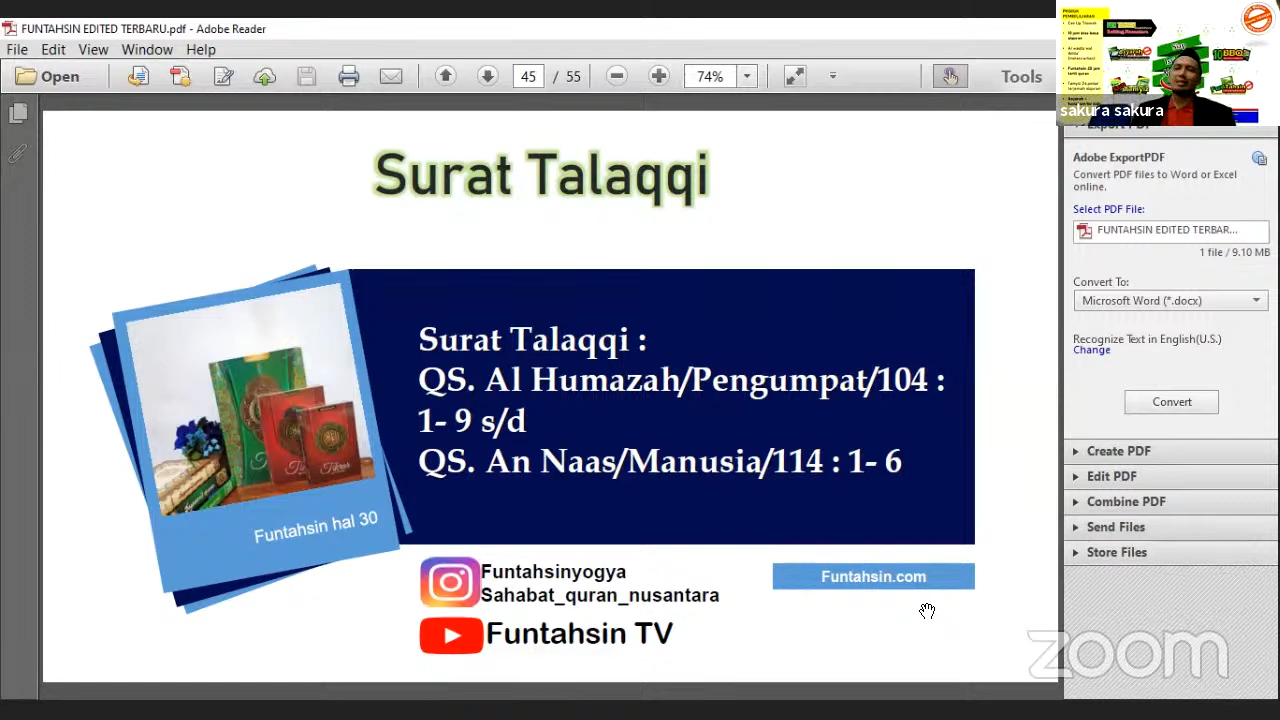 FUNTAHSIN EDITED TERBARU.pdf - Adobe Reader
File Edit View Window Help
Open 45 / 55 74% Tools
sakura sakura
Surat Talaqqi
Surat Talaqqi :
QS. Al Humazah/Pengumpat/104 :
1- 9 s/d
QS. An Naas/Manusia/114 : 1- 6
Funtahsin hal 30
Funtahsinyogya
Sahabat_quran_nusantara
Funtahsin TV
Funtahsin.com
Export PDF
Adobe ExportPDF
Convert PDF files to Word or Excel
online.
Select PDF File:
FUNTAHSIN EDITED TERBAR...
1 file / 9.10 MB
Convert To:
Microsoft Word (*.docx)
Recognize Text in English(U.S.)
Change
Convert
Create PDF
Edit PDF
Combine PDF
Send Files
Store Files
zoom